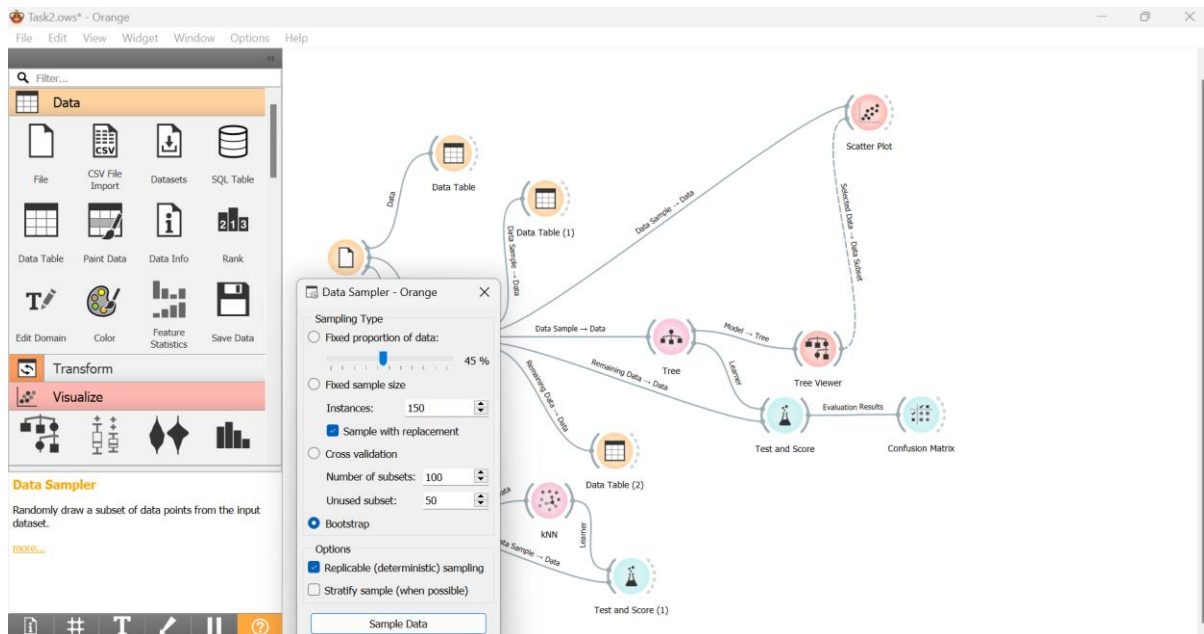 Task2.ows* - Orange
File Edit View Widget Window Options Help
Filter...
Data
File
CSV File Import
Datasets
SQL Table
Data Table
Paint Data
Data Info
Rank
Edit Domain
Color
Feature Statistics
Save Data
Transform
Visualize
Data Sampler
Randomly draw a subset of data points from the input
dataset.
more...
Data Table
Data
Data Table (1)
Data Sample → Data
Data Sample → Data
Scatter Plot
Selected Data → Data Subset
Data Sample → Data
Tree
Model → Tree
Tree Viewer
Learner
Remaining Data → Data
Remaining Data → Data
Test and Score
Evaluation Results
Confusion Matrix
Data Table (2)
kNN
Learner
Data Sample → Data
Test and Score (1)
Data Sampler - Orange
Sampling Type
Fixed proportion of data:
45 %
Fixed sample size
Instances: 150
Sample with replacement
Cross validation
Number of subsets: 100
Unused subset: 50
Bootstrap
Options
Replicable (deterministic) sampling
Stratify sample (when possible)
Sample Data